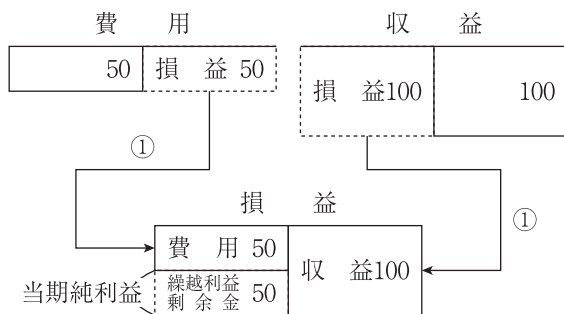 費　用
収　益
50
損　益 50
損　益100
100
①
①
損　益
費　用 50
収　益100
当期純利益
繰越利益
剰余金
50